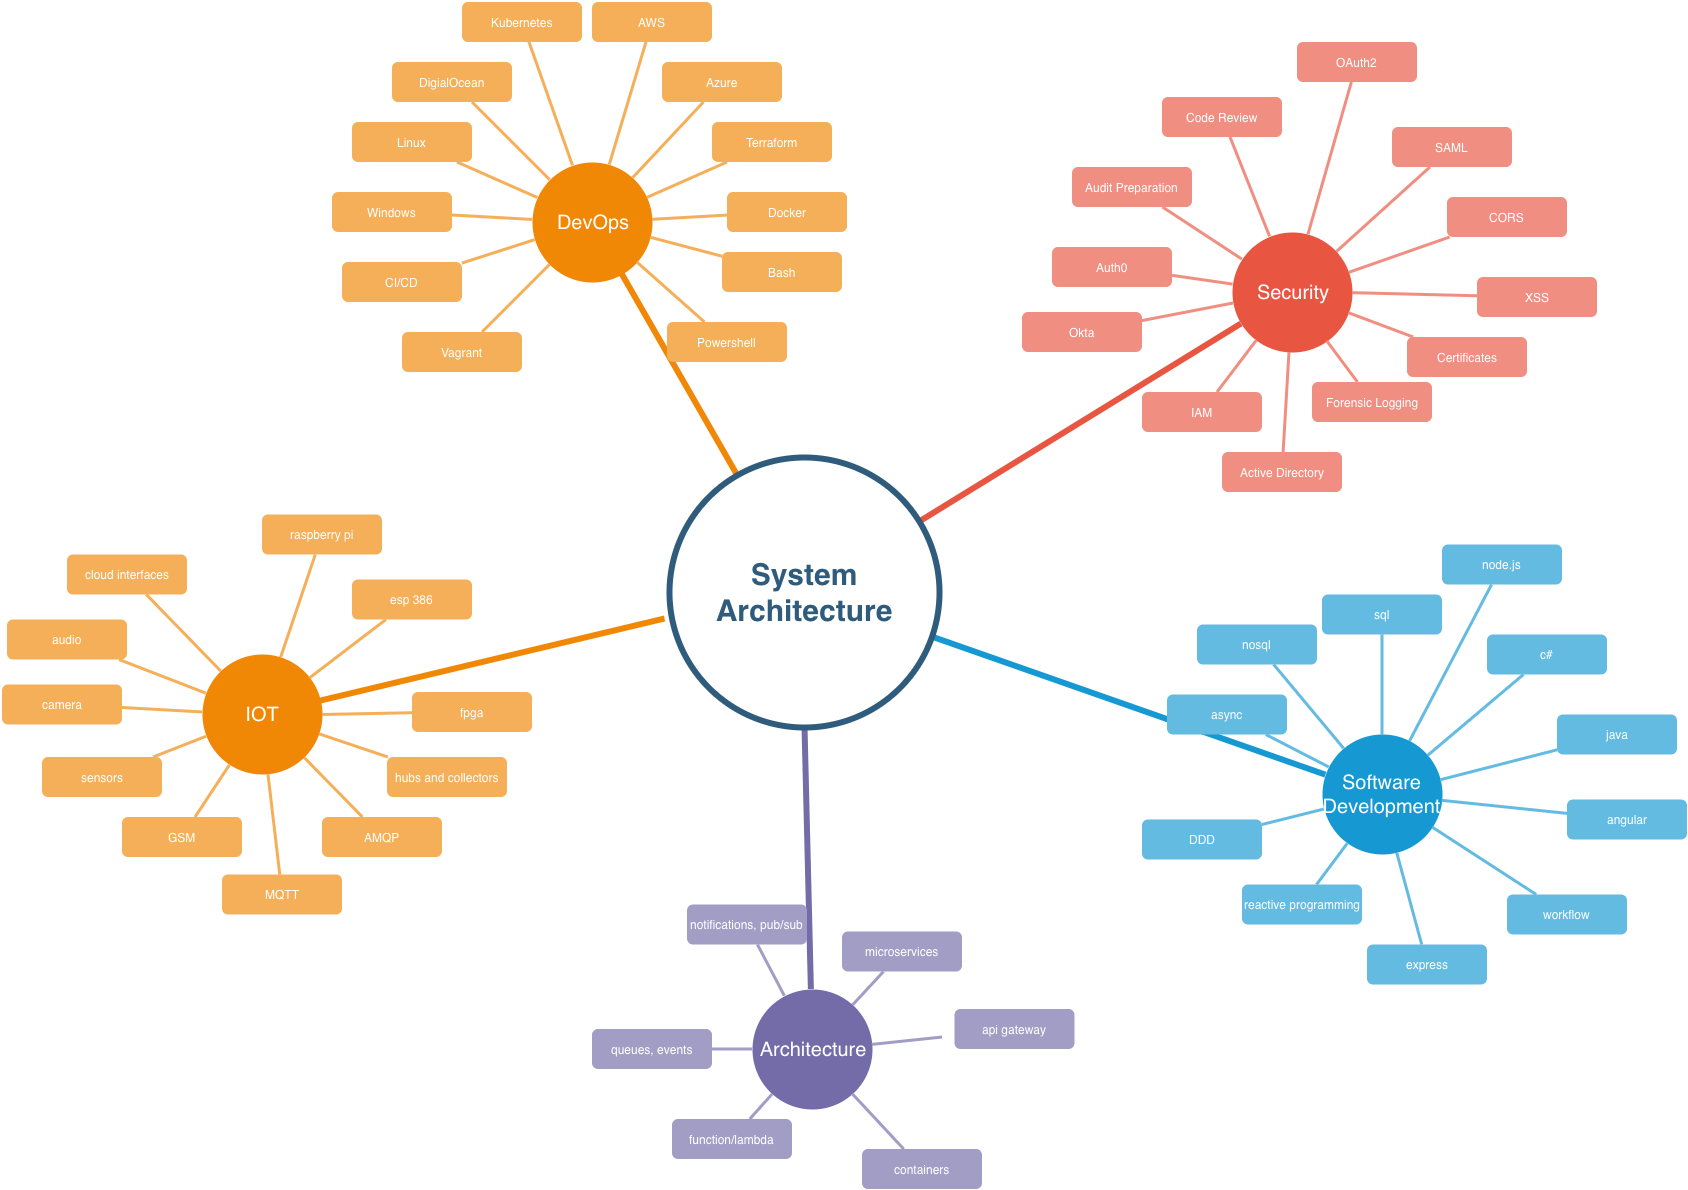 Kubernetes
AWS
DigialOcean
Azure
Linux
Terraform
Windows
DevOps
Docker
CI/CD
Bash
Vagrant
Powershell
OAuth2
Code Review
SAML
Audit Preparation
CORS
Auth0
Security
XSS
Okta
Certificates
IAM
Forensic Logging
Active Directory
System
Architecture
raspberry pi
cloud interfaces
esp 386
audio
camera
IOT
fpga
sensors
hubs and collectors
GSM
AMQP
MQTT
node.js
sql
nosql
c#
async
java
Software
Development
angular
DDD
reactive programming
workflow
express
notifications, pub/sub
microservices
api gateway
queues, events
Architecture
function/lambda
containers